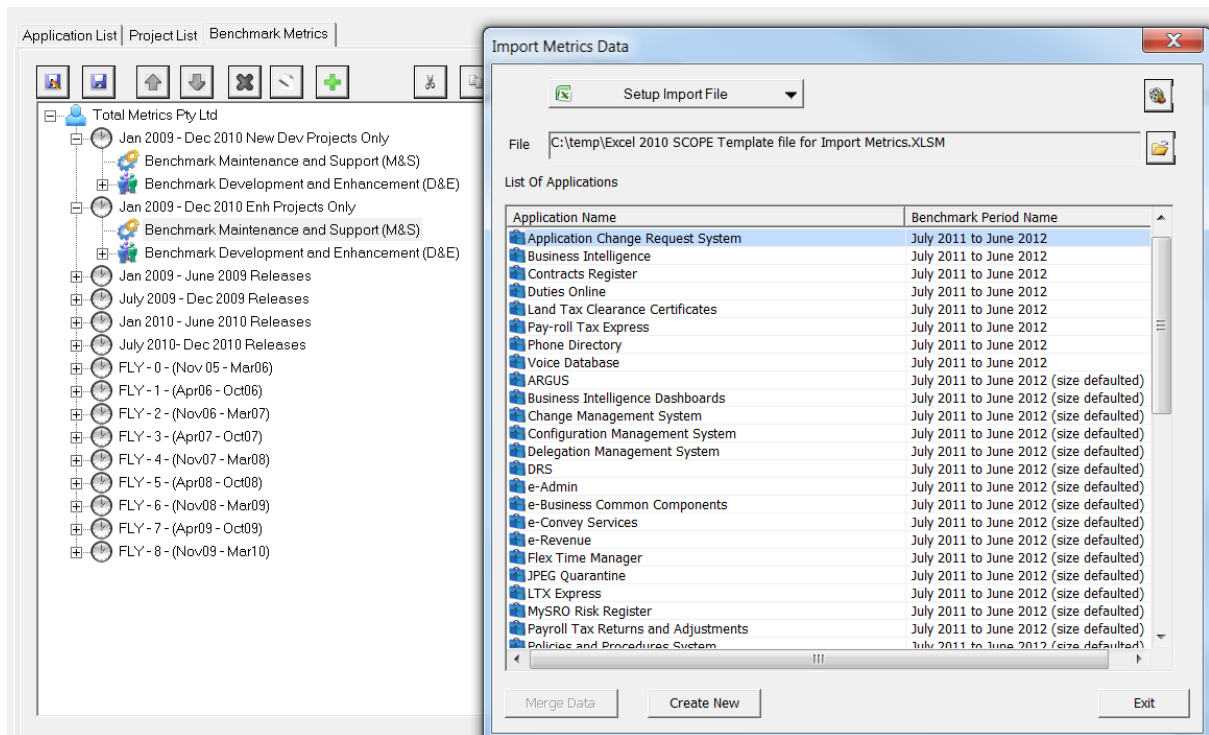 Application List Project List Benchmark Metrics
Total Metrics Pty Ltd
Jan 2009 - Dec 2010 New Dev Projects Only
Benchmark Maintenance and Support (M&S)
Benchmark Development and Enhancement (D&E)
Jan 2009 - Dec 2010 Enh Projects Only
Benchmark Maintenance and Support (M&S)
Benchmark Development and Enhancement (D&E)
Jan 2009 - June 2009 Releases
July 2009 - Dec 2009 Releases
Jan 2010 - June 2010 Releases
July 2010- Dec 2010 Releases
FLY - 0 - (Nov 05 - Mar06)
FLY - 1 - (Apr06 - Oct06)
FLY - 2 - (Nov06 - Mar07)
FLY - 3 - (Apr07 - Oct07)
FLY - 4 - (Nov07 - Mar08)
FLY - 5 - (Apr08 - Oct08)
FLY - 6 - (Nov08 - Mar09)
FLY - 7 - (Apr09 - Oct09)
FLY - 8 - (Nov09 - Mar10)
Import Metrics Data
Setup Import File
File C:\temp\Excel 2010 SCOPE Template file for Import Metrics.XLSM
List Of Applications
Application Name Benchmark Period Name
Application Change Request System July 2011 to June 2012
Business Intelligence July 2011 to June 2012
Contracts Register July 2011 to June 2012
Duties Online July 2011 to June 2012
Land Tax Clearance Certificates July 2011 to June 2012
Pay-roll Tax Express July 2011 to June 2012
Phone Directory July 2011 to June 2012
Voice Database July 2011 to June 2012
ARGUS July 2011 to June 2012 (size defaulted)
Business Intelligence Dashboards July 2011 to June 2012 (size defaulted)
Change Management System July 2011 to June 2012 (size defaulted)
Configuration Management System July 2011 to June 2012 (size defaulted)
Delegation Management System July 2011 to June 2012 (size defaulted)
DRS July 2011 to June 2012 (size defaulted)
e-Admin July 2011 to June 2012 (size defaulted)
e-Business Common Components July 2011 to June 2012 (size defaulted)
e-Convey Services July 2011 to June 2012 (size defaulted)
e-Revenue July 2011 to June 2012 (size defaulted)
Flex Time Manager July 2011 to June 2012 (size defaulted)
JPEG Quarantine July 2011 to June 2012 (size defaulted)
LTX Express July 2011 to June 2012 (size defaulted)
MySRO Risk Register July 2011 to June 2012 (size defaulted)
Payroll Tax Returns and Adjustments July 2011 to June 2012 (size defaulted)
Policies and Procedures System July 2011 to June 2012 (size defaulted)
Merge Data Create New Exit